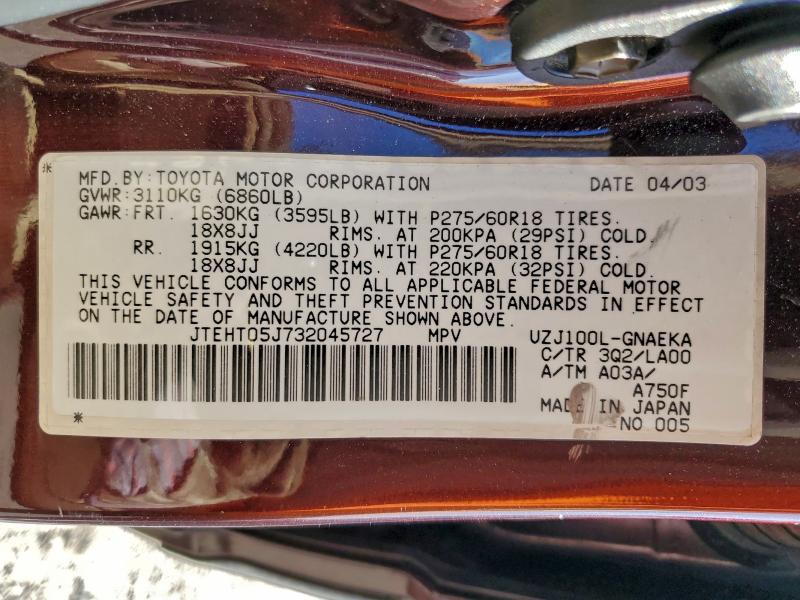 MFD.BY:TOYOTA MOTOR CORPORATION DATE 04/03
GVWR:3110KG (6860LB)
GAWR:FRT. 1630KG (3595LB) WITH P275/60R18 TIRES.
18X8JJ RIMS. AT 200KPA (29PSI) COLD.
RR. 1915KG (4220LB) WITH P275/60R18 TIRES.
18X8JJ RIMS. AT 220KPA (32PSI) COLD.
THIS VEHICLE CONFORMS TO ALL APPLICABLE FEDERAL MOTOR
VEHICLE SAFETY AND THEFT PREVENTION STANDARDS IN EFFECT
ON THE DATE OF MANUFACTURE SHOWN ABOVE.
JTEHT05J732045727 MPV UZJ100L-GNAEKA
C/TR 3Q2/LA00
A/TM A03A/
A750F
MADE IN JAPAN
NO 005